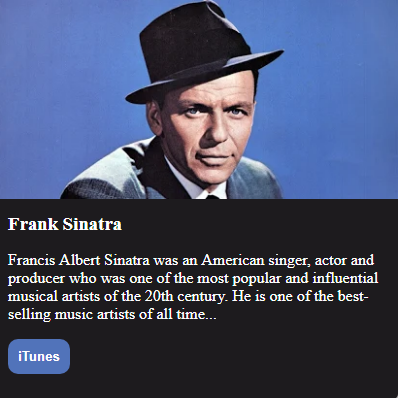 Frank Sinatra
Francis Albert Sinatra was an American singer, actor and
producer who was one of the most popular and influential
musical artists of the 20th century. He is one of the best-
selling music artists of all time...
iTunes